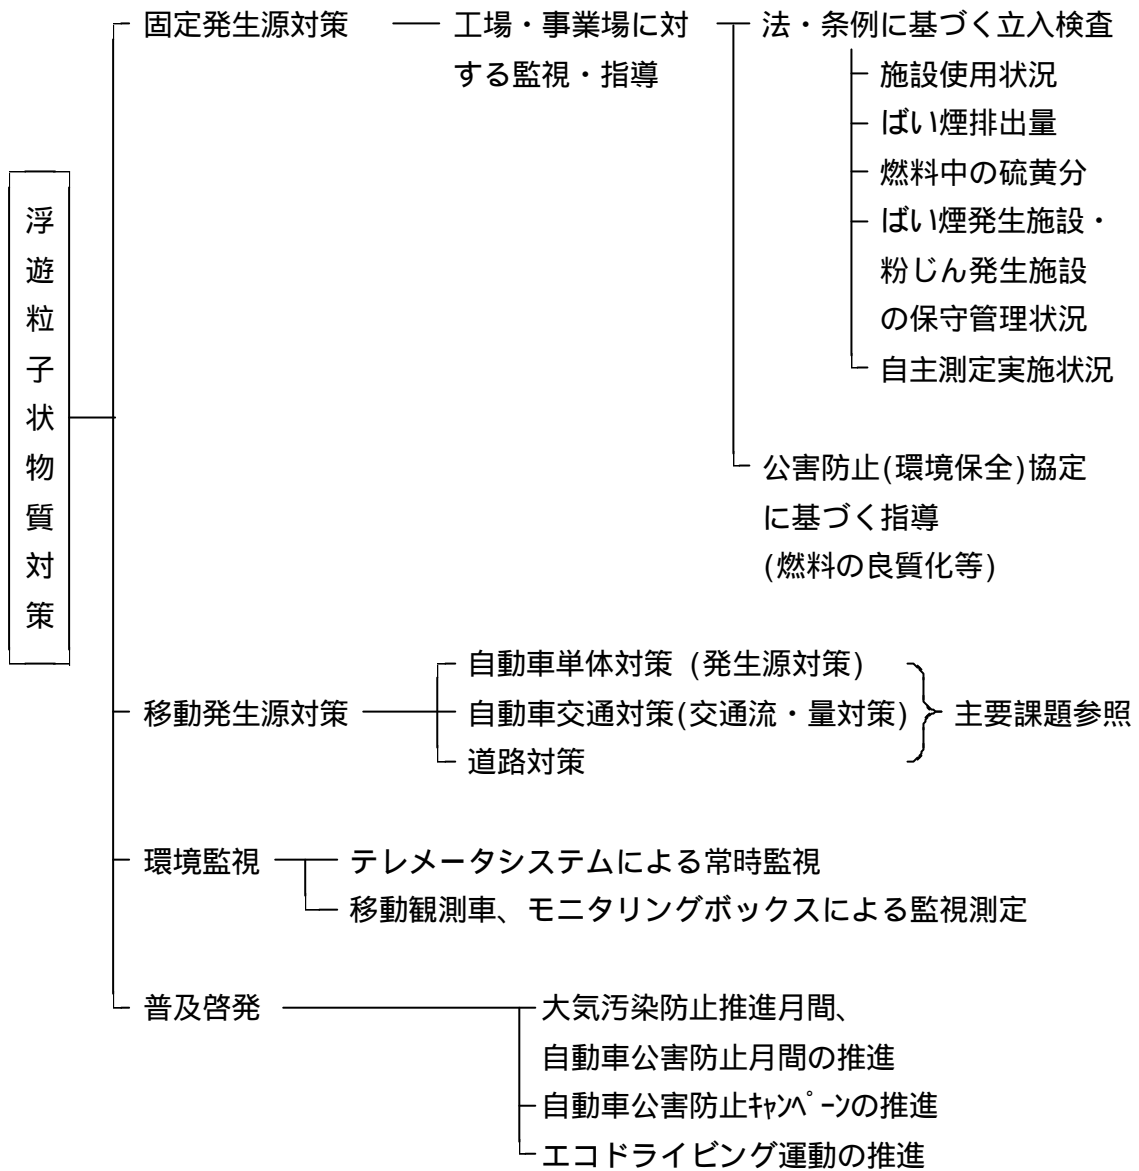 浮遊粒子状物質対策
固定発生源対策
工場・事業場に対
する監視・指導
法・条例に基づく立入検査
施設使用状況
ばい煙排出量
燃料中の硫黄分
ばい煙発生施設・
粉じん発生施設
の保守管理状況
自主測定実施状況
公害防止(環境保全)協定
に基づく指導
(燃料の良質化等)
移動発生源対策
自動車単体対策 (発生源対策)
自動車交通対策(交通流・量対策)
道路対策
主要課題参照
環境監視
テレメータシステムによる常時監視
移動観測車、モニタリングボックスによる監視測定
普及啓発
大気汚染防止推進月間、
自動車公害防止月間の推進
自動車公害防止ｷｬﾝﾍﾟｰﾝの推進
エコドライビング運動の推進